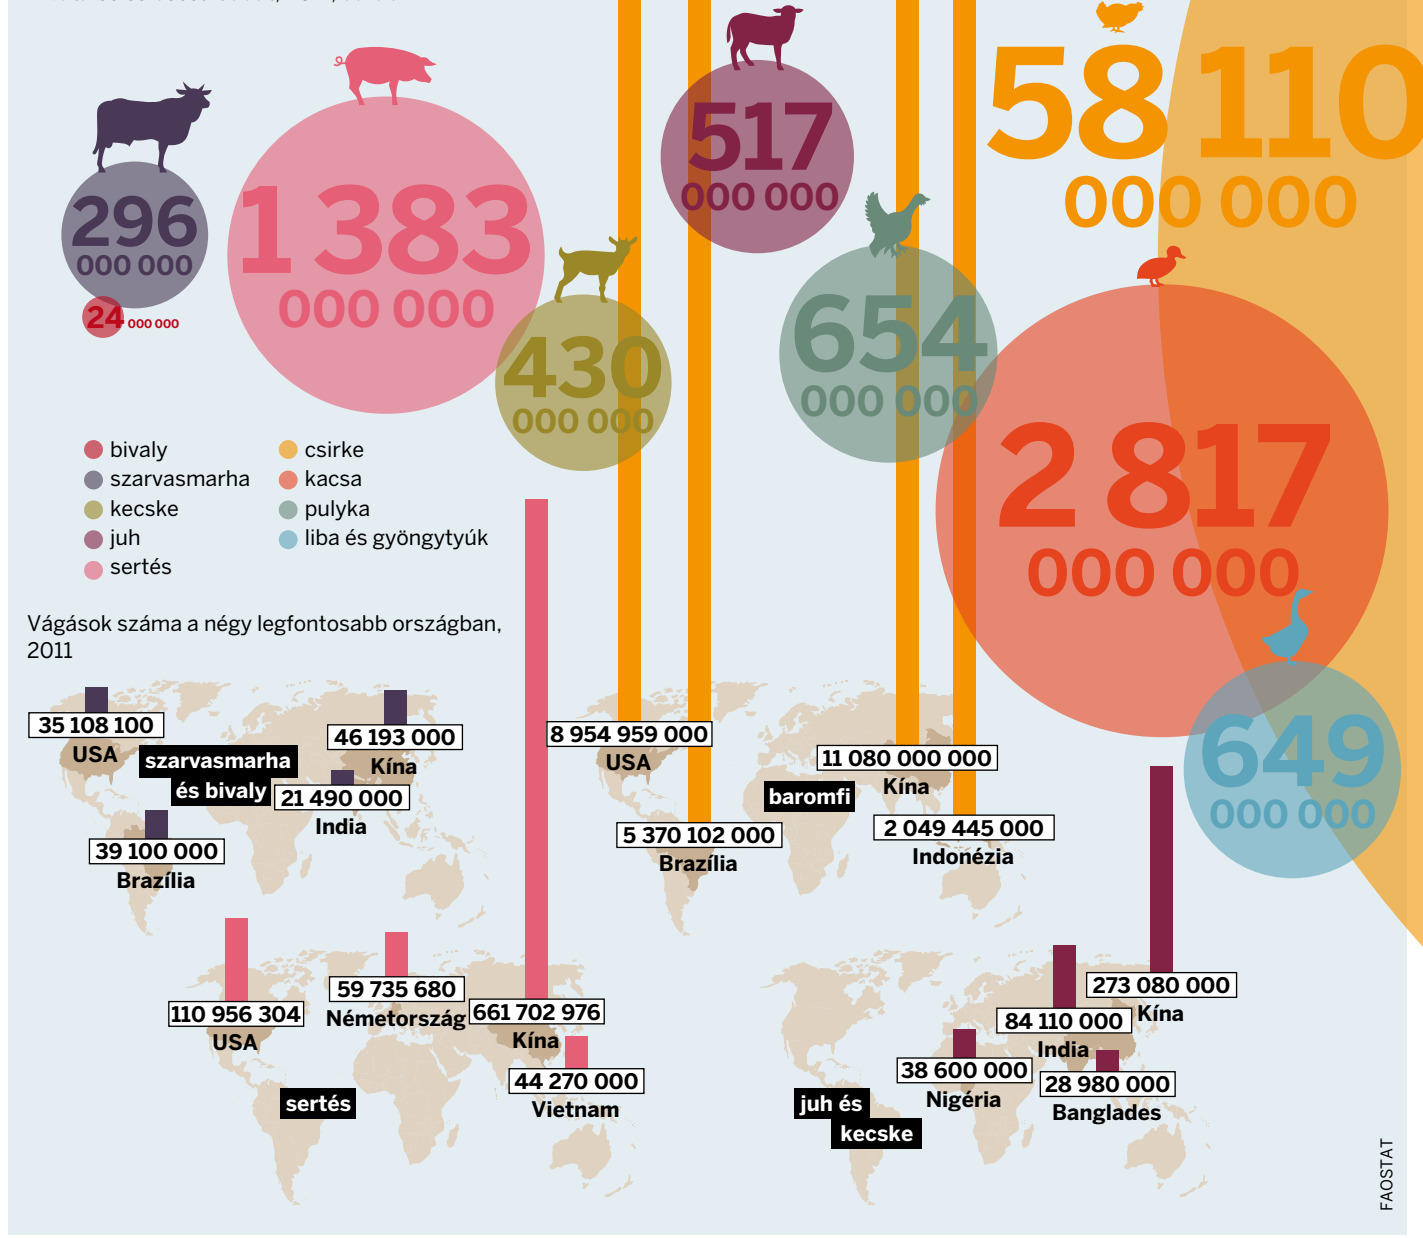 58 110
000 000
517
000 000
1 383
000 000
296
000 000
24 000 000
654
000 000
430
000 000
2 817
000 000
649
000 000
bivaly
szarvasmarha
kecske
juh
sertés
csirke
kacsa
pulyka
liba és gyöngytyúk
Vágások száma a négy legfontosabb országban,
2011
35 108 100
USA
szarvasmarha
és bivaly
46 193 000
Kína
21 490 000
India
39 100 000
Brazília
8 954 959 000
USA
baromfi
11 080 000 000
Kína
5 370 102 000
Brazília
2 049 445 000
Indonézia
110 956 304
USA
59 735 680
Németország
661 702 976
Kína
44 270 000
Vietnam
sertés
273 080 000
Kína
84 110 000
India
38 600 000
Nigéria
28 980 000
Banglades
juh és
kecske
FAOSTAT